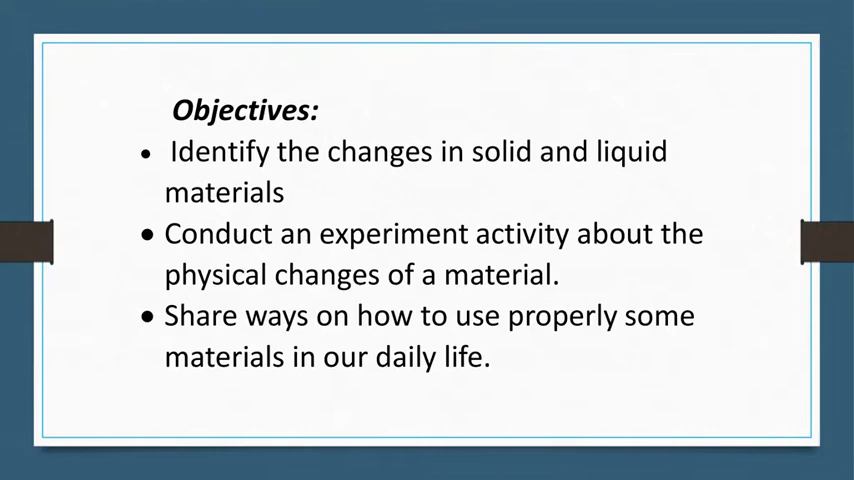 Objectives:
• Identify the changes in solid and liquid
materials
• Conduct an experiment activity about the
physical changes of a material.
• Share ways on how to use properly some
materials in our daily life.